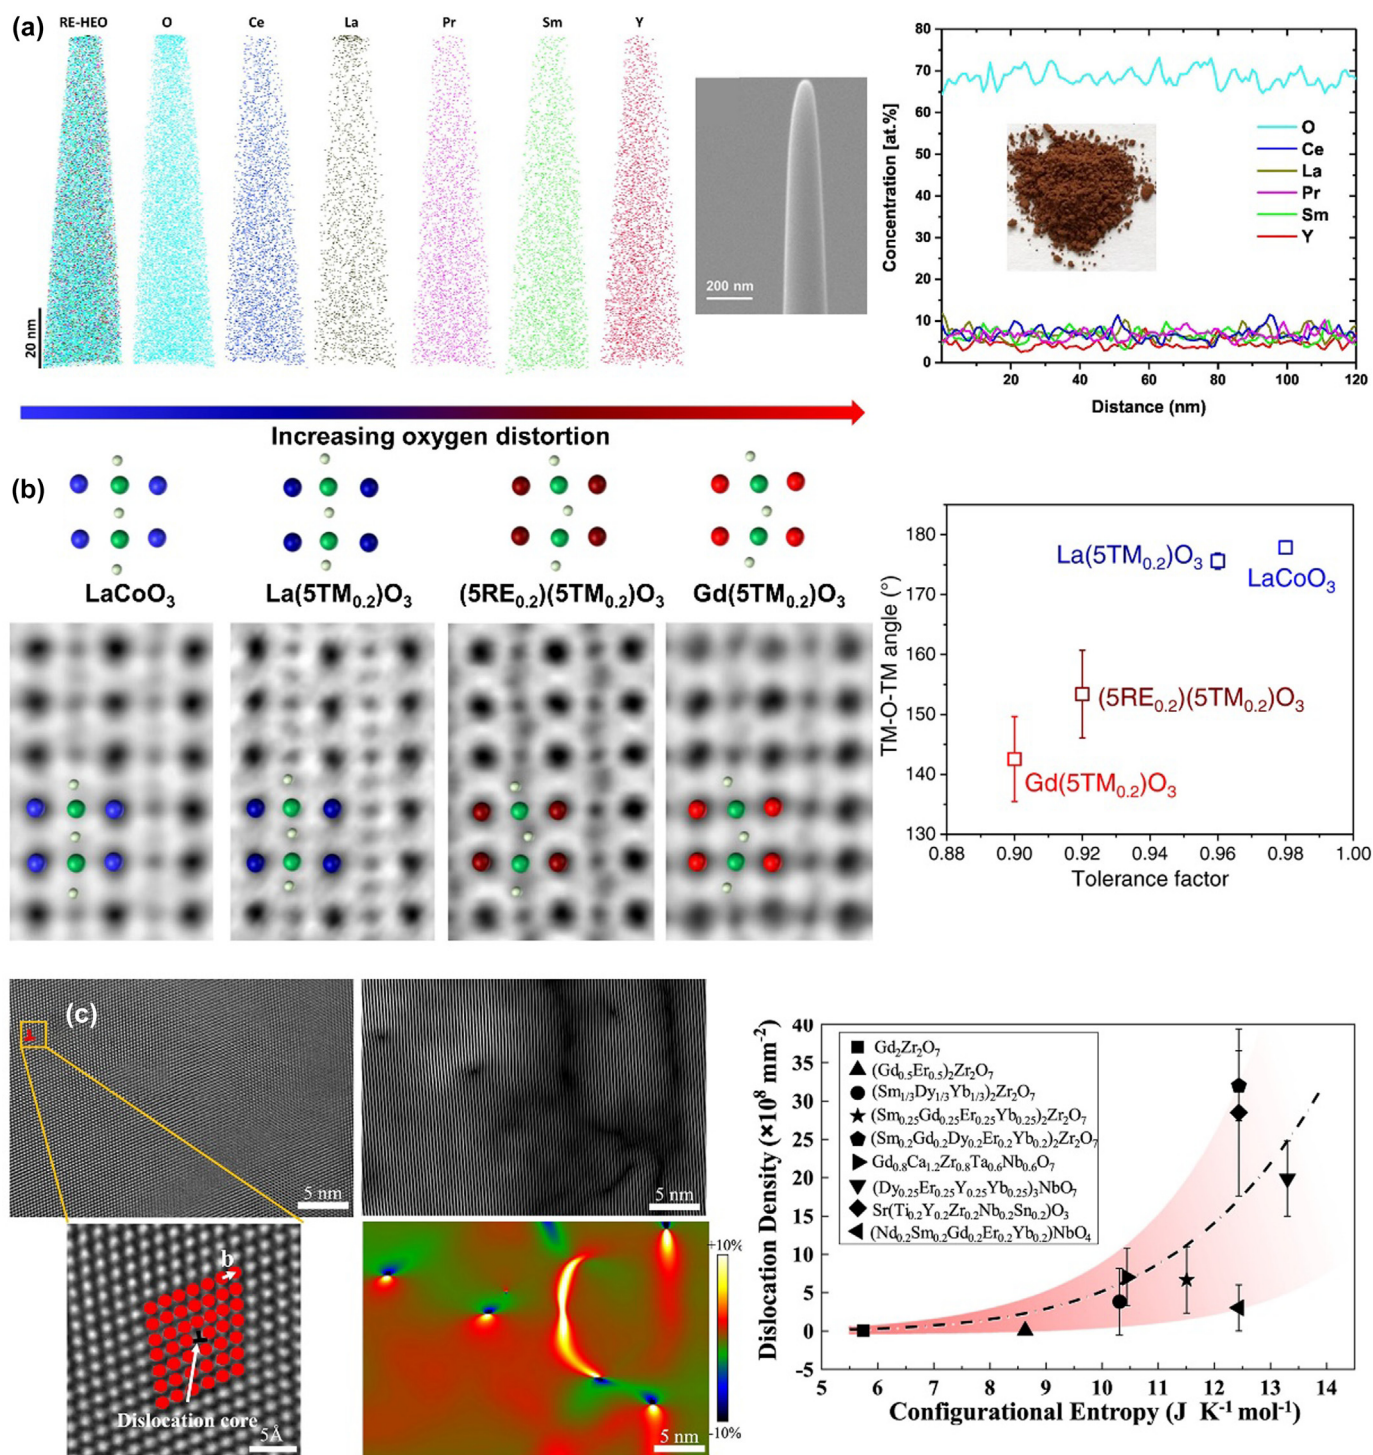 (a)
RE-HEO O Ce La Pr Sm Y
20 nm
200 nm
Concentration [at.%]
80
70
60
50
40
30
20
10
0
O
Ce
La
Pr
Sm
Y
20 40 60 80 100 120
Distance (nm)
Increasing oxygen distortion
(b)
LaCoO₃ La(5TM₀.₂)O₃ (5RE₀.₂)(5TM₀.₂)O₃ Gd(5TM₀.₂)O₃
TM-O-TM angle (°)
180
170
160
150
140
130
La(5TM₀.₂)O₃
LaCoO₃
(5RE₀.₂)(5TM₀.₂)O₃
Gd(5TM₀.₂)O₃
0.88 0.90 0.92 0.94 0.96 0.98 1.00
Tolerance factor
(c)
5 nm
5 nm
b
Dislocation core
5Å
+10%
-10%
5 nm
Dislocation Density (×10⁸ mm⁻²)
40
35
30
25
20
15
10
5
0
-5
Gd₂Zr₂O₇
(Gd₀.₅Er₀.₅)₂Zr₂O₇
(Sm₁/₃Dy₁/₃Yb₁/₃)₂Zr₂O₇
(Sm₀.₂₅Gd₀.₂₅Er₀.₂₅Yb₀.₂₅)₂Zr₂O₇
(Sm₀.₂Gd₀.₂Dy₀.₂Er₀.₂Yb₀.₂)₂Zr₂O₇
Gd₀.₈Ca₁.₂Zr₀.₈Ta₀.₆Nb₀.₆O₇
(Dy₀.₂₅Er₀.₂₅Y₀.₂₅Yb₀.₂₅)₃NbO₇
Sr(Ti₀.₂Y₀.₂Zr₀.₂Nb₀.₂Sn₀.₂)O₃
(Nd₀.₂Sm₀.₂Gd₀.₂Er₀.₂Yb₀.₂)NbO₄
5 6 7 8 9 10 11 12 13 14
Configurational Entropy (J K⁻¹ mol⁻¹)